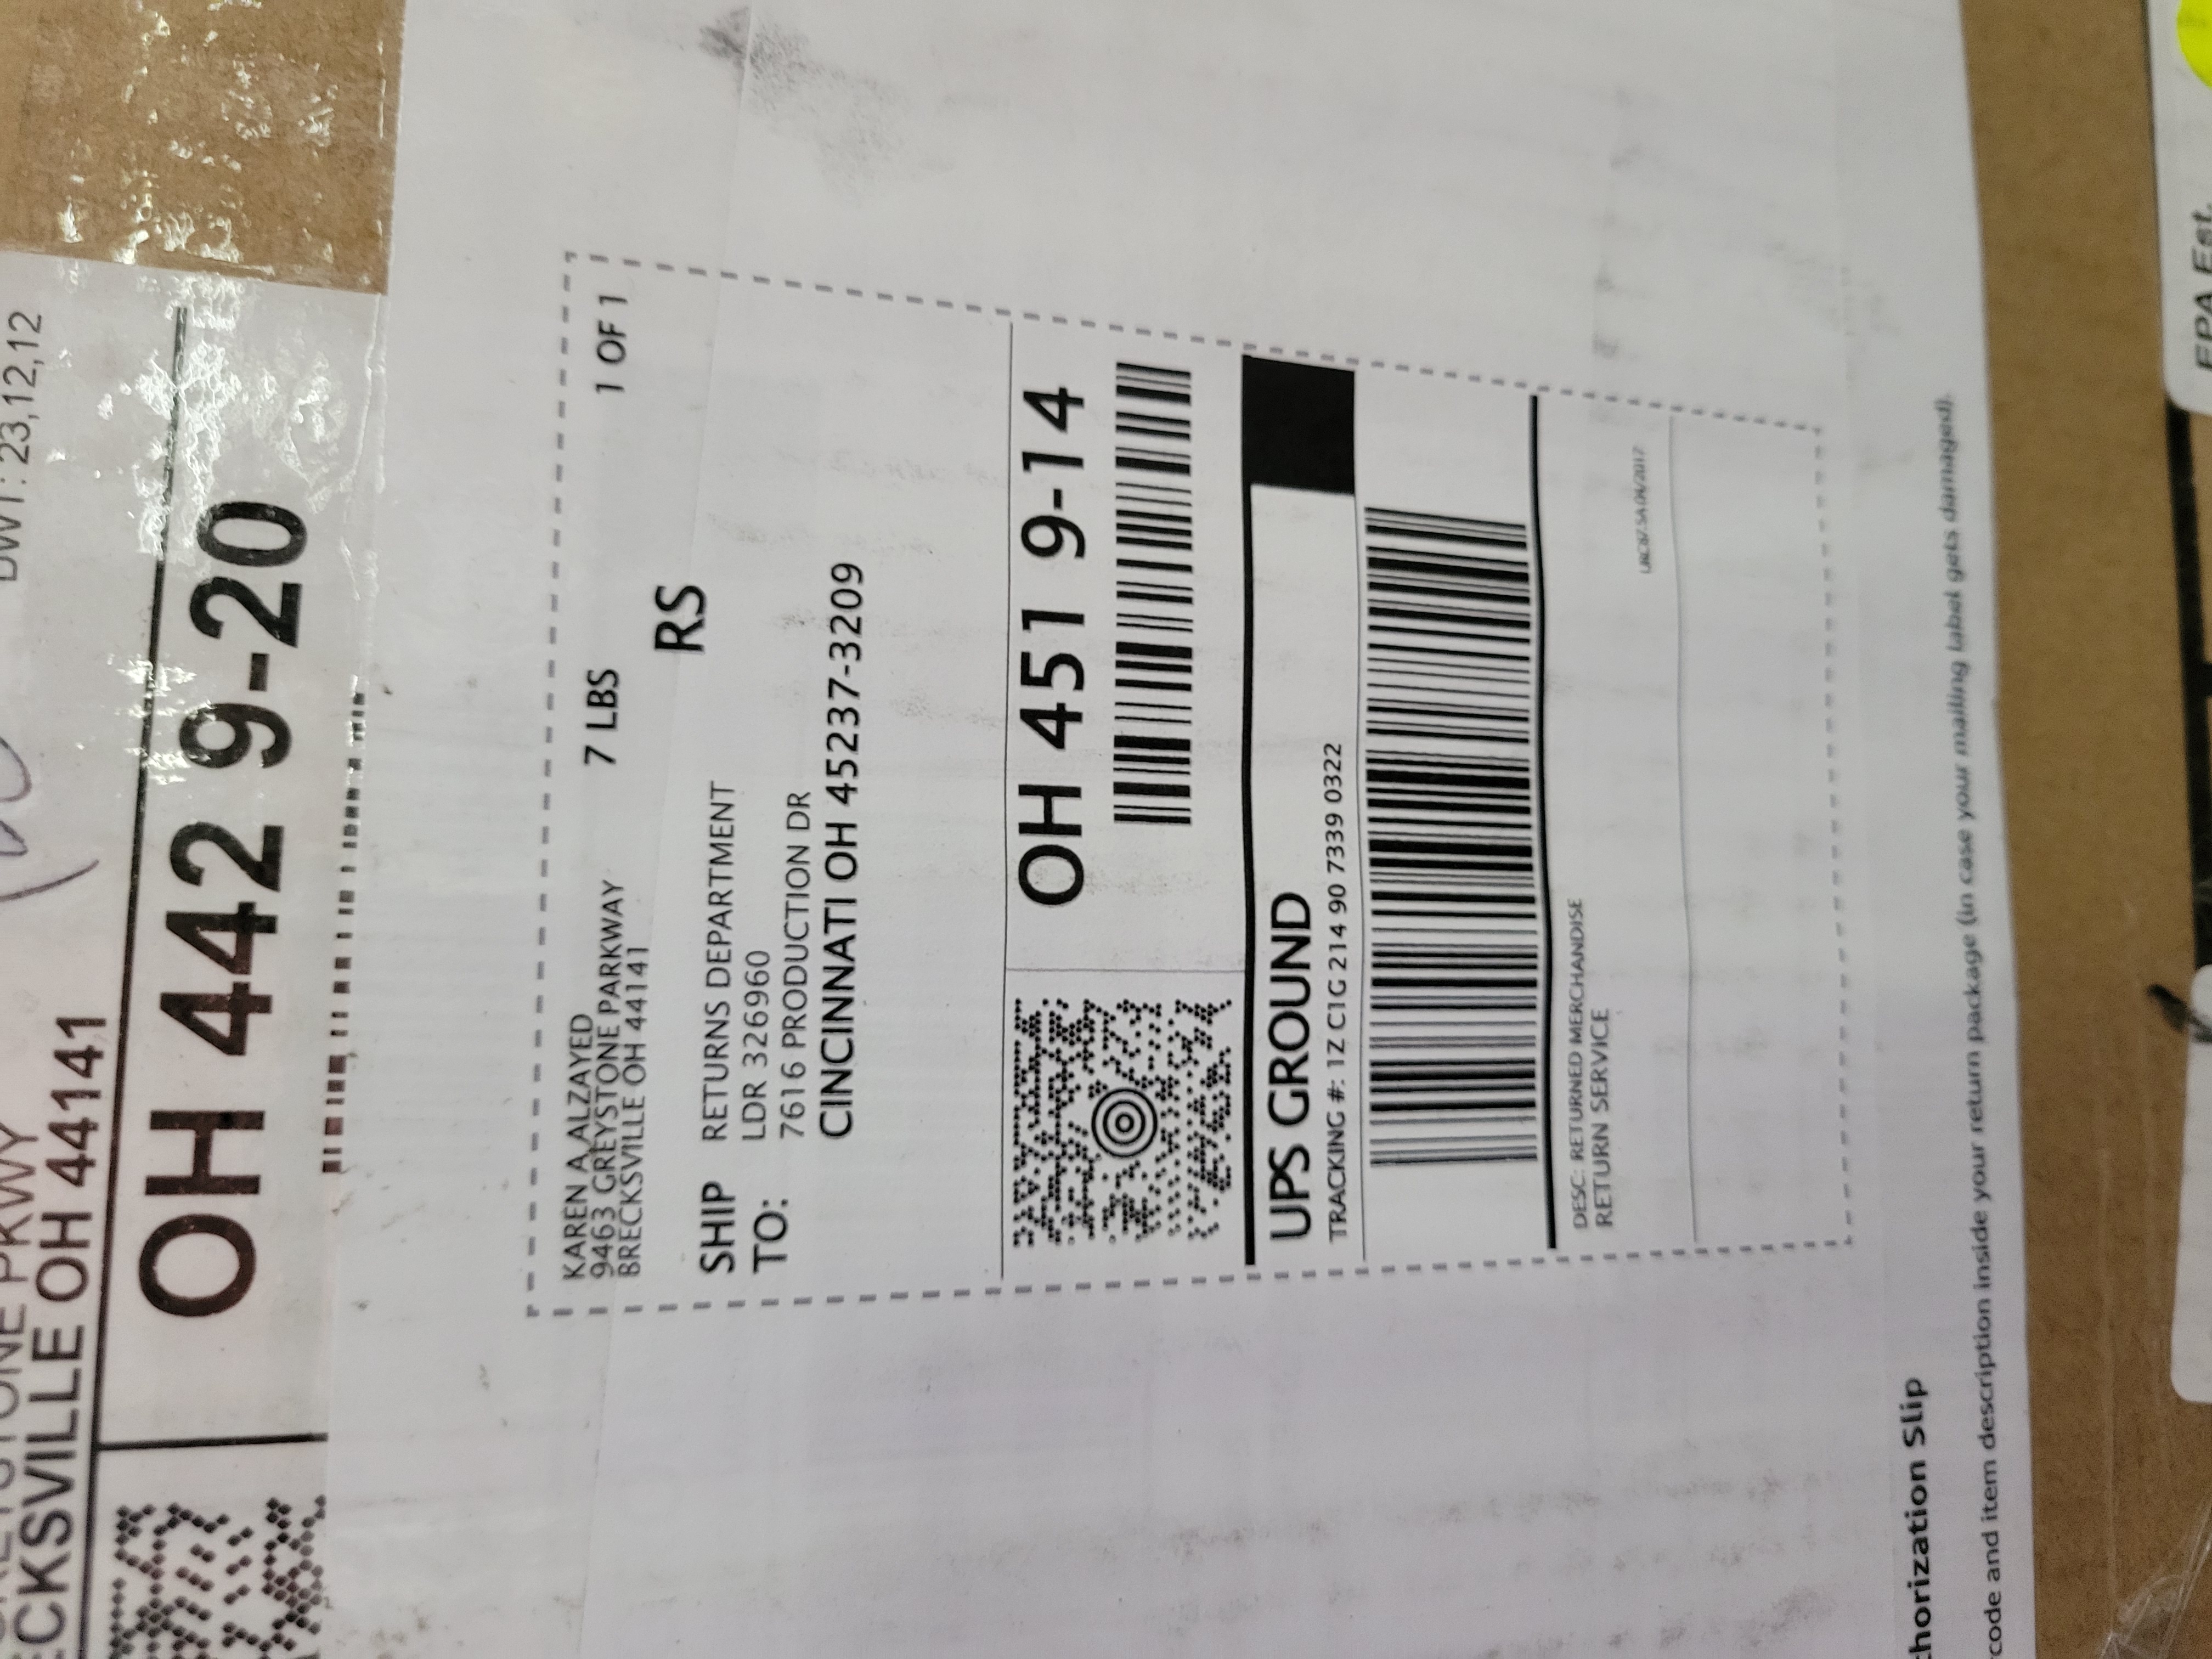 DWT: 23,12,12
PKWY
ECKSVILLE OH 44141
OH 442 9-20
KAREN A ALZAYED
9463 GREYSTONE PARKWAY
BRECKSVILLE OH 44141
7 LBS
1 OF 1
RS
SHIP
TO:
RETURNS DEPARTMENT
LDR 326960
7616 PRODUCTION DR
CINCINNATI OH 45237-3209
OH 451 9-14
UPS GROUND
TRACKING #: 1Z C1G 214 90 7339 0322
DESC: RETURNED MERCHANDISE
RETURN SERVICE
horization Slip
code and item description inside your return package (in case your mailing label gets damaged).
EPA Est.